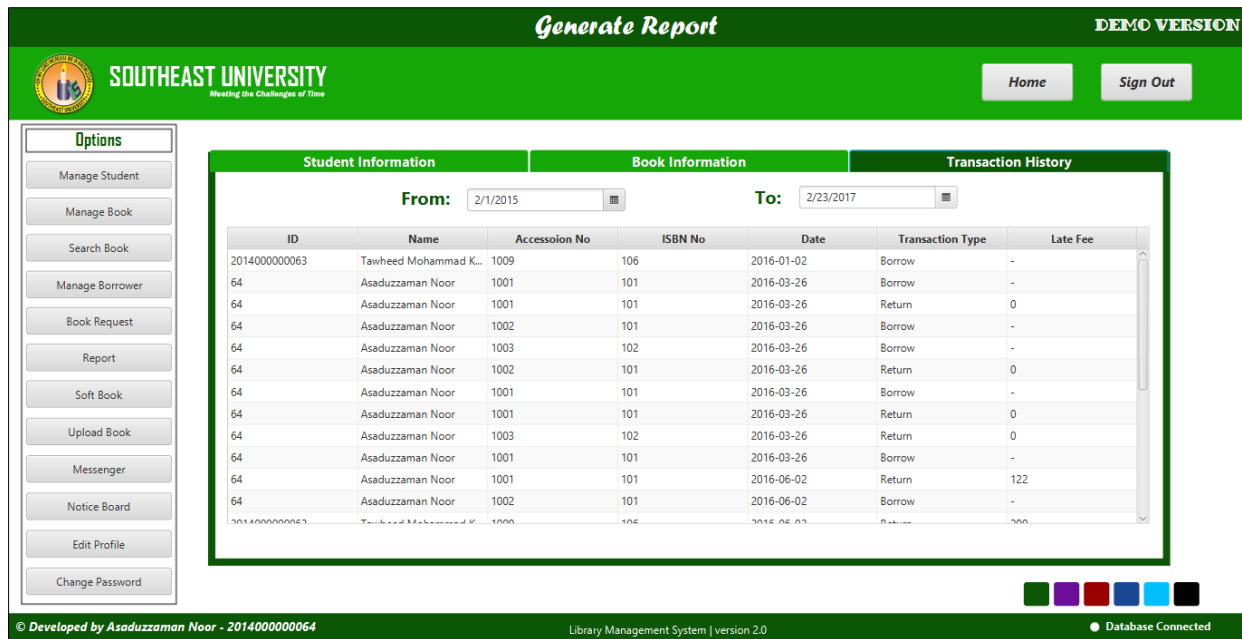 Generate Report
DEMO VERSION
SOUTHEAST UNIVERSITY
Meeting the Challenges of Time
Home
Sign Out
Options
Manage Student
Manage Book
Search Book
Manage Borrower
Book Request
Report
Soft Book
Upload Book
Messenger
Notice Board
Edit Profile
Change Password
Student Information Book Information Transaction History
From: 2/1/2015 To: 2/23/2017
ID Name Accessoion No ISBN No Date Transaction Type Late Fee
2014000000063 Tawheed Mohammad K... 1009 106 2016-01-02 Borrow -
64 Asaduzzaman Noor 1001 101 2016-03-26 Borrow -
64 Asaduzzaman Noor 1001 101 2016-03-26 Return 0
64 Asaduzzaman Noor 1002 101 2016-03-26 Borrow -
64 Asaduzzaman Noor 1003 102 2016-03-26 Borrow -
64 Asaduzzaman Noor 1002 101 2016-03-26 Return 0
64 Asaduzzaman Noor 1001 101 2016-03-26 Borrow -
64 Asaduzzaman Noor 1001 101 2016-03-26 Return 0
64 Asaduzzaman Noor 1003 102 2016-03-26 Return 0
64 Asaduzzaman Noor 1001 101 2016-03-26 Borrow -
64 Asaduzzaman Noor 1001 101 2016-06-02 Return 122
64 Asaduzzaman Noor 1002 101 2016-06-02 Borrow -
© Developed by Asaduzzaman Noor - 2014000000064
Library Management System | version 2.0
Database Connected